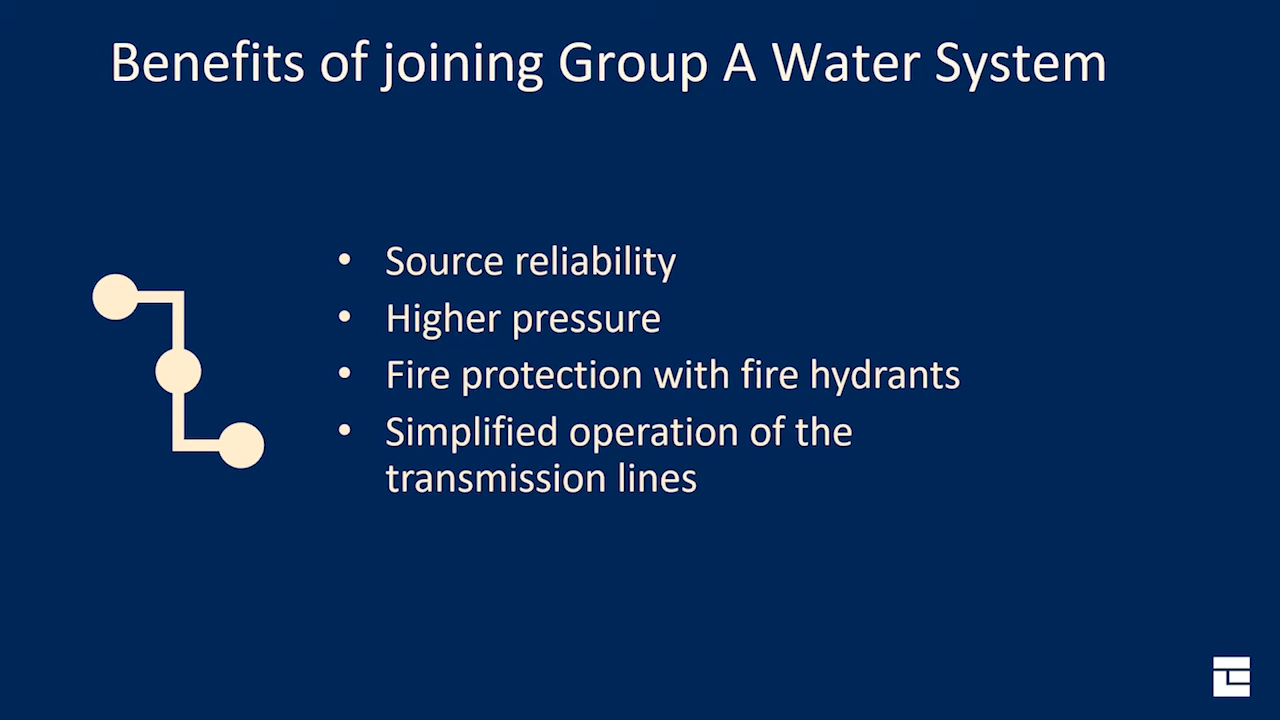 Benefits of joining Group A Water System
• Source reliability
• Higher pressure
• Fire protection with fire hydrants
• Simplified operation of the
transmission lines